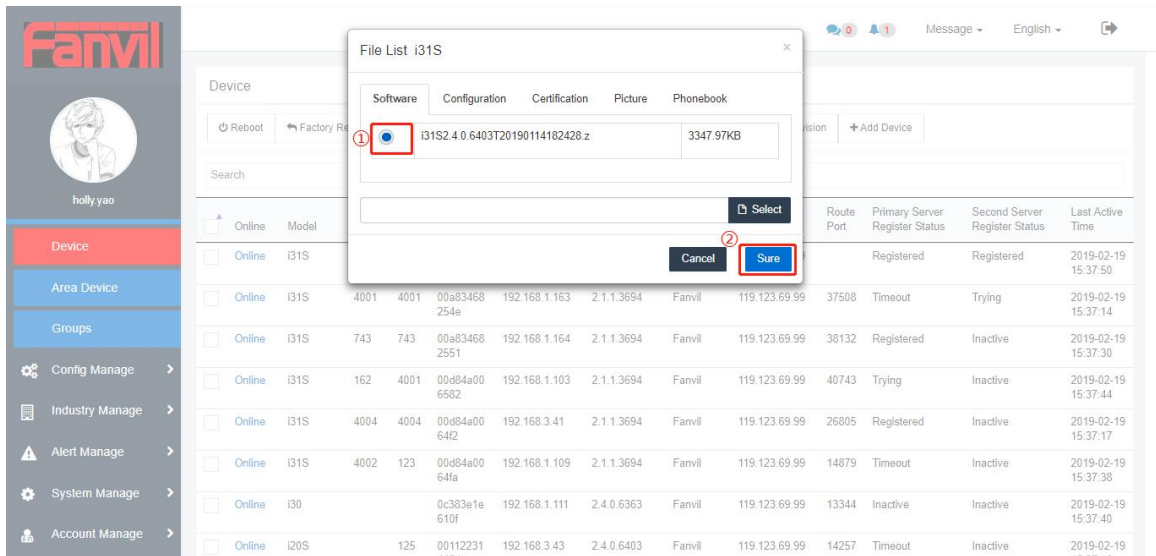 Fanvil
0 1 Message English
File List i31S ×
Device
Software Configuration Certification Picture Phonebook
Reboot Factory Re
ision + Add Device
① i31S2.4.0.6403T20190114182428.z 3347.97KB
Search
holly.yao
Select
②
Cancel Sure
Online Model Route Port Primary Server Register Status Second Server Register Status Last Active Time
Device
Area Device
Groups
Config Manage
Industry Manage
Alert Manage
System Manage
Account Manage
Online i31S Registered Registered 2019-02-19 15:37:50
Online i31S 4001 4001 00a83468254e 192.168.1.163 2.1.1.3694 Fanvil 119.123.69.99 37508 Timeout Trying 2019-02-19 15:37:14
Online i31S 743 743 00a834682551 192.168.1.164 2.1.1.3694 Fanvil 119.123.69.99 38132 Registered Inactive 2019-02-19 15:37:30
Online i31S 162 4001 00d84a006582 192.168.1.103 2.1.1.3694 Fanvil 119.123.69.99 40743 Trying Inactive 2019-02-19 15:37:44
Online i31S 4004 4004 00d84a0064f2 192.168.3.41 2.1.1.3694 Fanvil 119.123.69.99 26805 Registered Inactive 2019-02-19 15:37:17
Online i31S 4002 123 00d84a0064fa 192.168.1.109 2.1.1.3694 Fanvil 119.123.69.99 14879 Timeout Inactive 2019-02-19 15:37:38
Online i30 0c383e1e610f 192.168.1.111 2.4.0.6363 Fanvil 119.123.69.99 13344 Inactive Inactive 2019-02-19 15:37:40
Online i20S 125 00112231 192.168.3.43 2.4.0.6403 Fanvil 119.123.69.99 14257 Timeout Inactive 2019-02-19